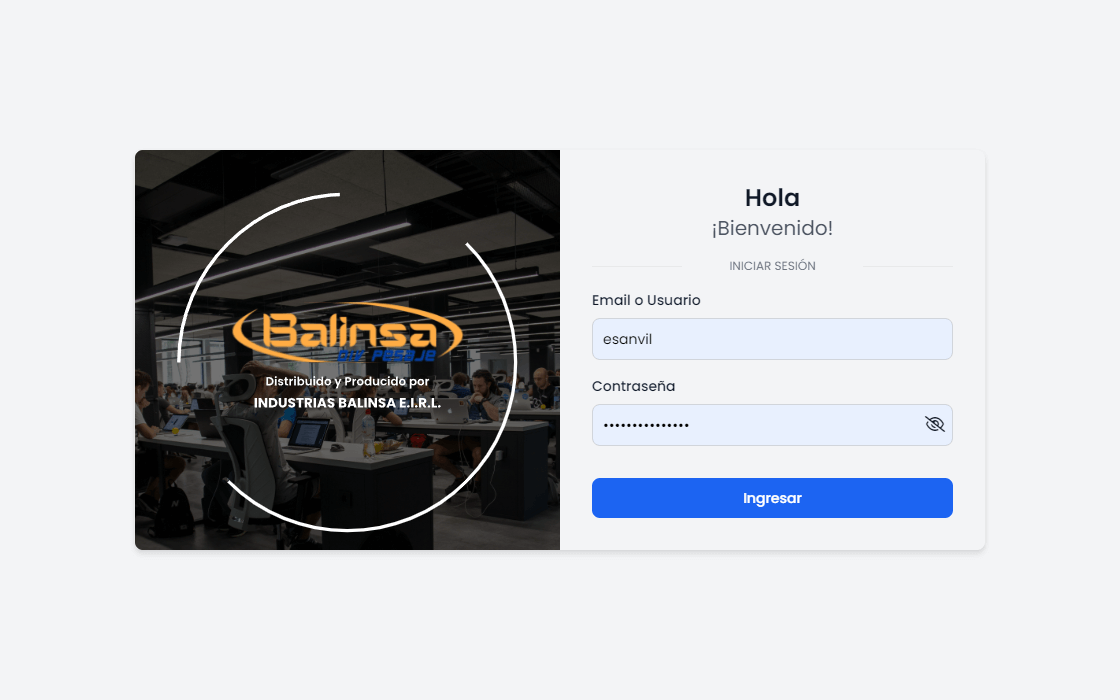 Balinsa
de pesaje
Distribuido y Producido por
INDUSTRIAS BALINSA E.I.R.L.
Hola
¡Bienvenido!
INICIAR SESIÓN
Email o Usuario
esanvil
Contraseña
•••••••••••••••
Ingresar